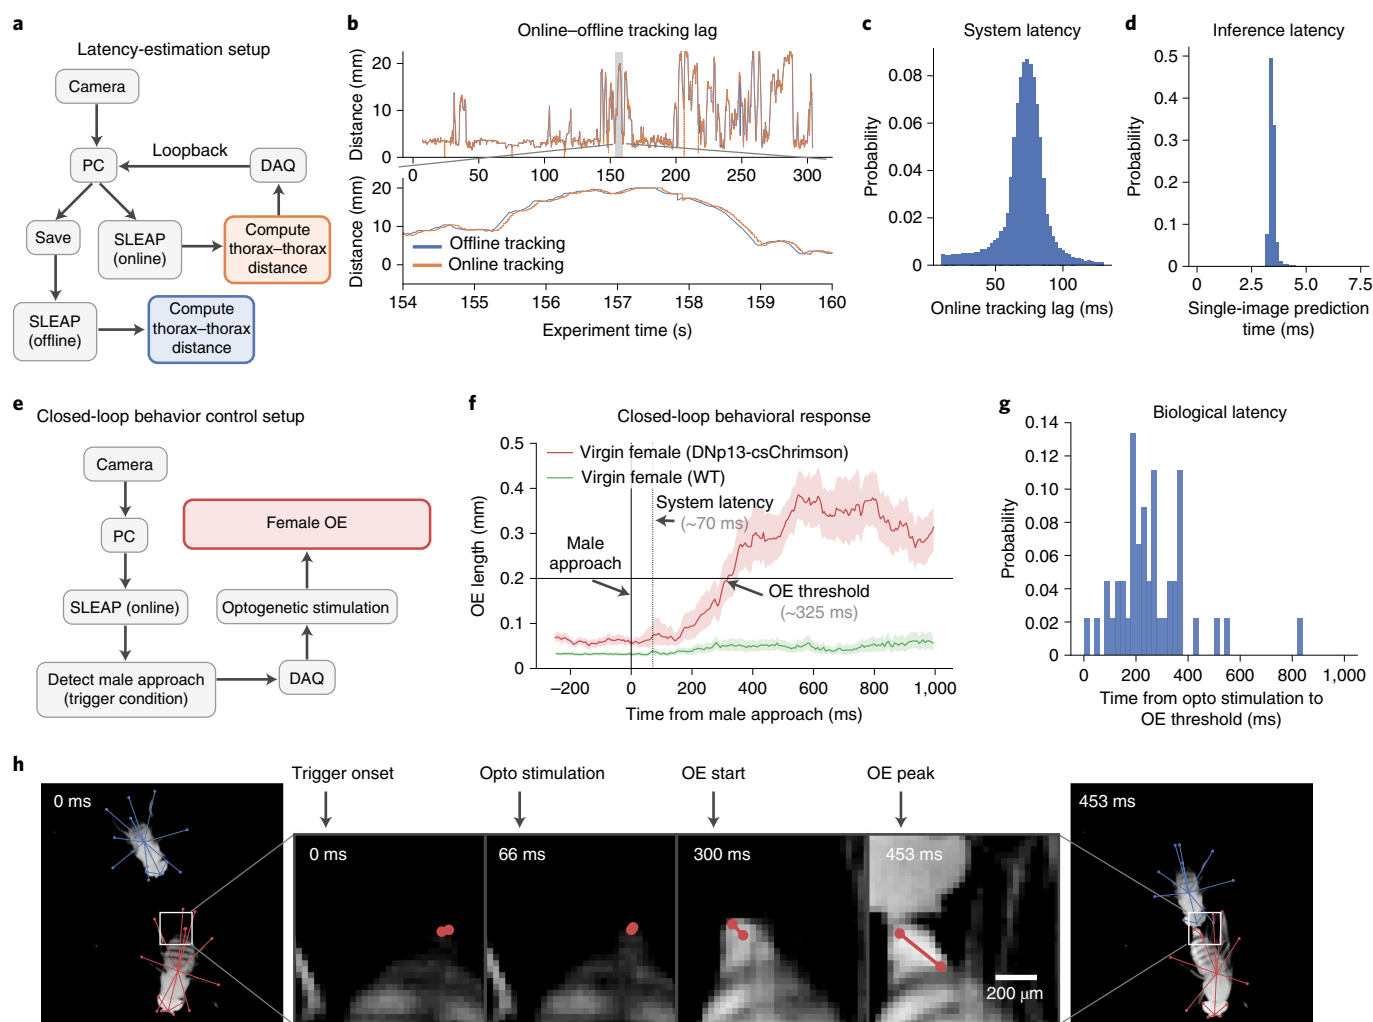 a
Latency-estimation setup
Camera
PC
Loopback
DAQ
Save
SLEAP
(online)
Compute
thorax–thorax
distance
SLEAP
(offline)
Compute
thorax–thorax
distance
b
Online–offline tracking lag
Distance (mm)
20
10
0
0
50
100
150
200
250
300
Distance (mm)
20
10
0
Offline tracking
Online tracking
154
155
156
157
158
159
160
Experiment time (s)
c
System latency
Probability
0.08
0.06
0.04
0.02
0
50
100
Online tracking lag (ms)
d
Inference latency
Probability
0.5
0.4
0.3
0.2
0.1
0
0
2.5
5.0
7.5
Single-image prediction
time (ms)
e
Closed-loop behavior control setup
Camera
PC
SLEAP (online)
Detect male approach
(trigger condition)
DAQ
Optogenetic stimulation
Female OE
f
Closed-loop behavioral response
OE length (mm)
0.5
0.4
0.3
0.2
0.1
0
Virgin female (DNp13-csChrimson)
Virgin female (WT)
System latency
(~70 ms)
Male
approach
OE threshold
(~325 ms)
–200
0
200
400
600
800
1,000
Time from male approach (ms)
g
Biological latency
Probability
0.14
0.12
0.10
0.08
0.06
0.04
0.02
0
0
200
400
600
800
1,000
Time from opto stimulation to
OE threshold (ms)
h
Trigger onset
Opto stimulation
OE start
OE peak
0 ms
0 ms
66 ms
300 ms
453 ms
200 μm
453 ms